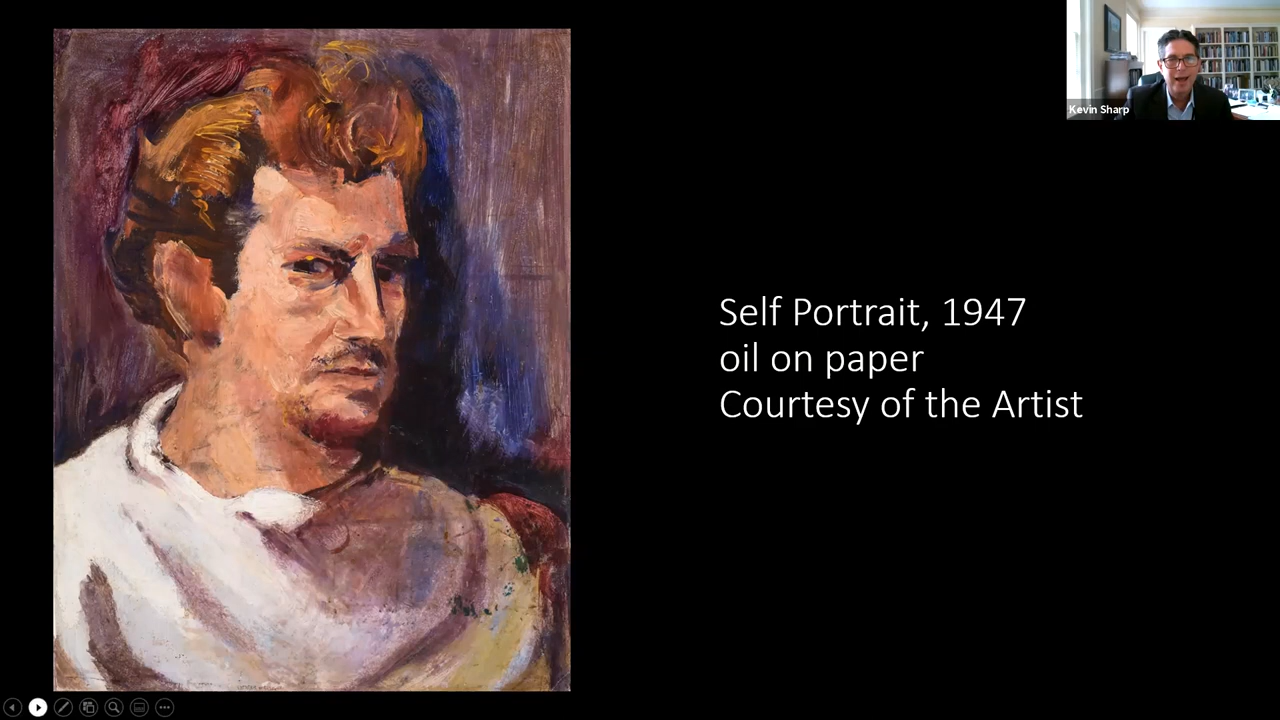 Kevin Sharp
Self Portrait, 1947
oil on paper
Courtesy of the Artist